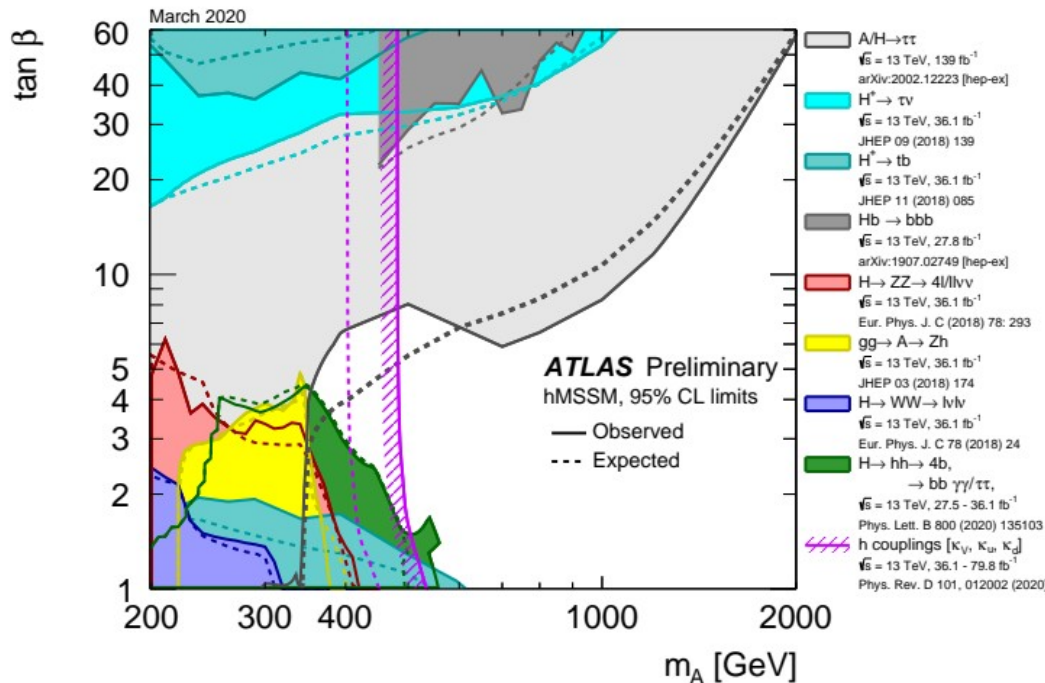 March 2020
tan β
60
40
30
20
10
5
4
3
2
1
200
300
400
1000
2000
m_A [GeV]
ATLAS Preliminary
hMSSM, 95% CL limits
Observed
Expected
A/H→ττ
√s = 13 TeV, 139 fb⁻¹
arXiv:2002.12223 [hep-ex]
H⁺→ τν
√s = 13 TeV, 36.1 fb⁻¹
JHEP 09 (2018) 139
H⁺→ tb
√s = 13 TeV, 36.1 fb⁻¹
JHEP 11 (2018) 085
Hb → bbb
√s = 13 TeV, 27.8 fb⁻¹
arXiv:1907.02749 [hep-ex]
H→ ZZ→ 4l/llνν
√s = 13 TeV, 36.1 fb⁻¹
Eur. Phys. J. C (2018) 78: 293
gg→ A→ Zh
√s = 13 TeV, 36.1 fb⁻¹
JHEP 03 (2018) 174
H→ WW→ lνlν
√s = 13 TeV, 36.1 fb⁻¹
Eur. Phys. J. C 78 (2018) 24
H→ hh→ 4b,
→ bb γγ/ττ,
√s = 13 TeV, 27.5 - 36.1 fb⁻¹
Phys. Lett. B 800 (2020) 135103
h couplings [κ_V, κ_u, κ_d]
√s = 13 TeV, 36.1 - 79.8 fb⁻¹
Phys. Rev. D 101, 012002 (2020)